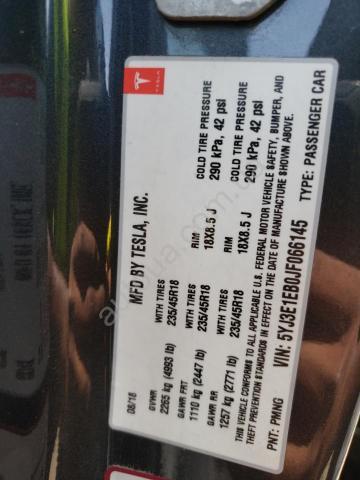 TESLA
MFD BY TESLA, INC.
08/18
GVWR
2265 kg (4993 lb)
GAWR FRT WITH TIRES RIM COLD TIRE PRESSURE
1110 kg (2447 lb) 235/45R18 18X8.5 J 290 kPa, 42 psi
GAWR RR WITH TIRES RIM COLD TIRE PRESSURE
1257 kg (2771 lb) 235/45R18 18X8.5 J 290 kPa, 42 psi
THIS VEHICLE CONFORMS TO ALL APPLICABLE U.S. FEDERAL MOTOR VEHICLE SAFETY, BUMPER, AND
THEFT PREVENTION STANDARDS IN EFFECT ON THE DATE OF MANUFACTURE SHOWN ABOVE.
VIN: 5YJ3E1EB0JF066145
PNT: PMNG TYPE: PASSENGER CAR